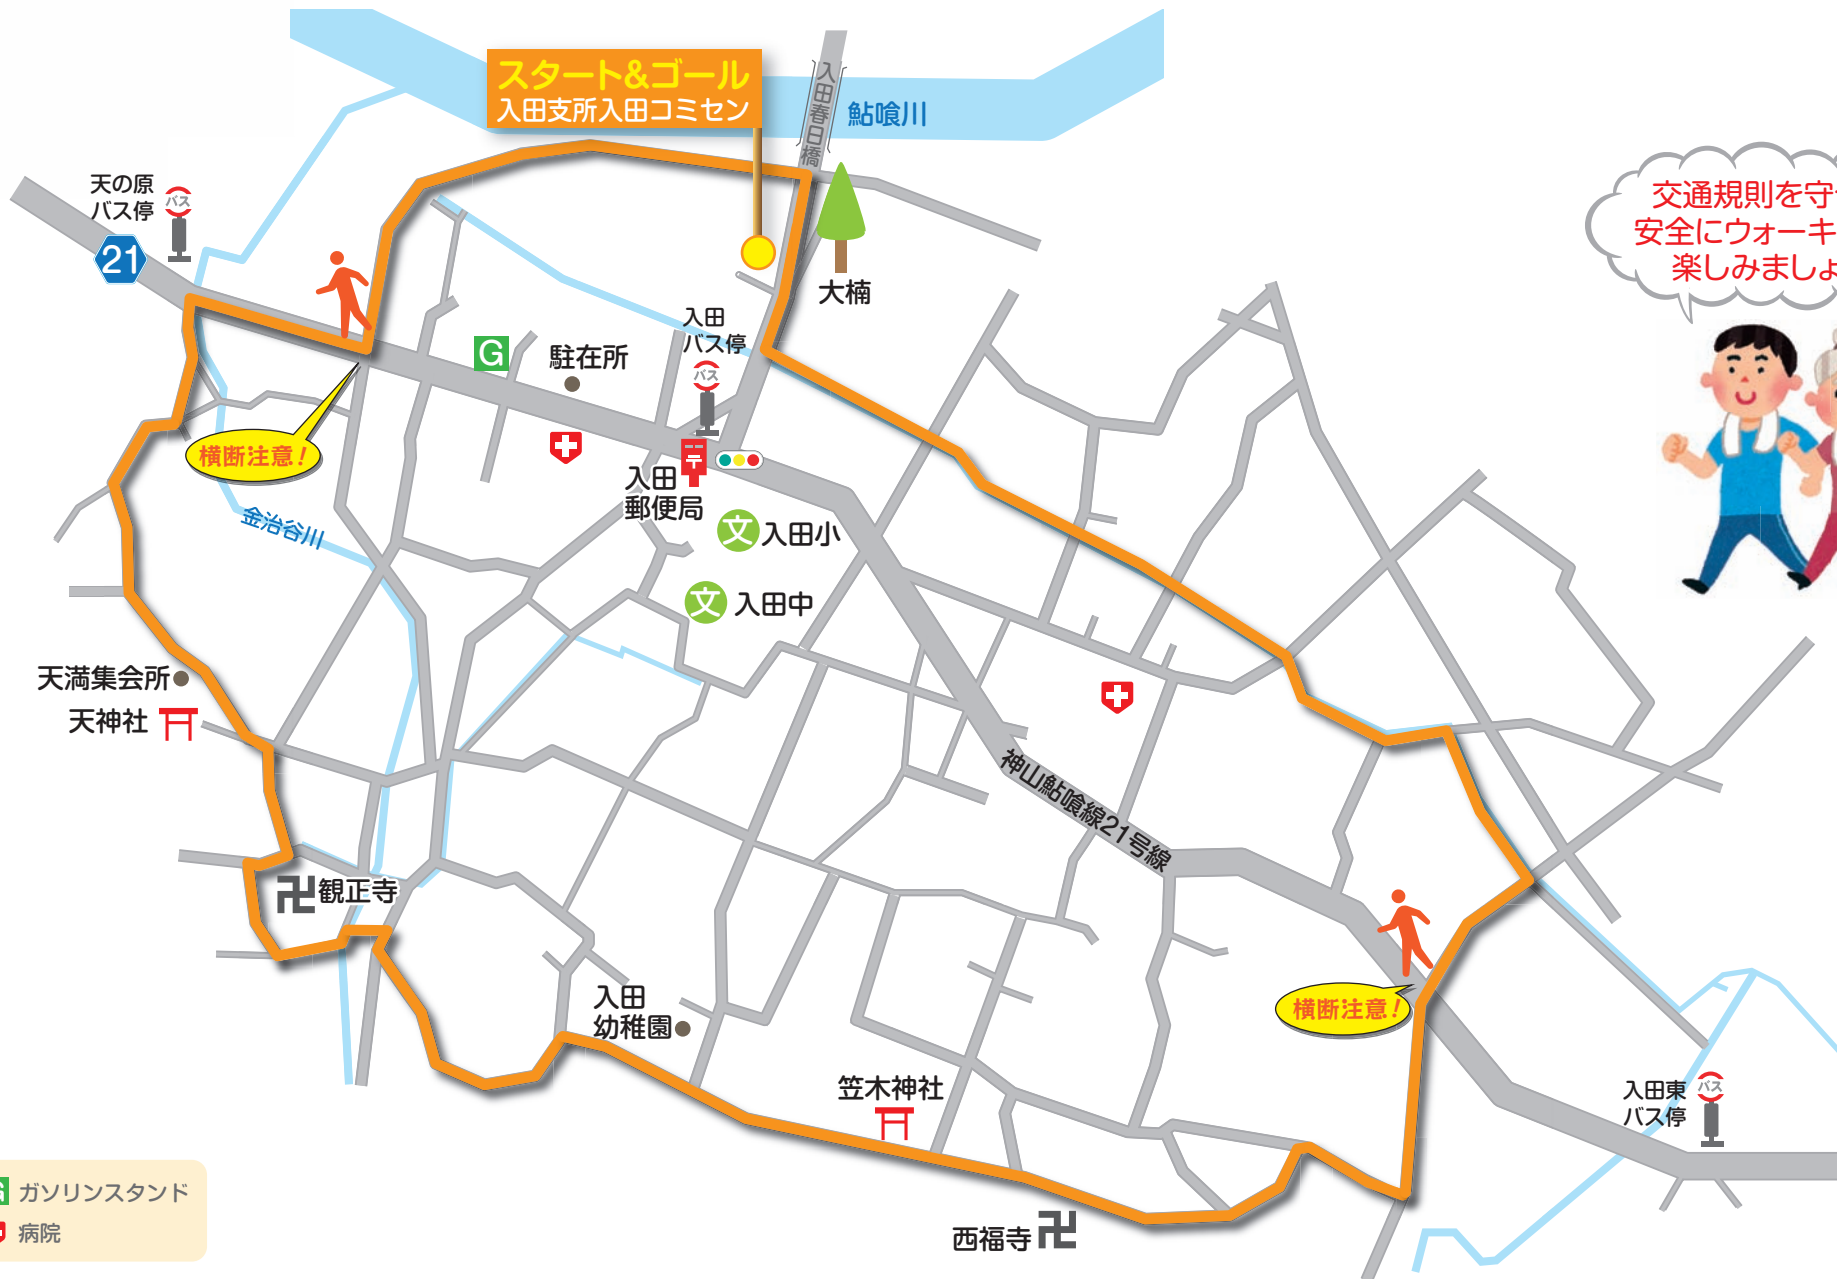 スタート&ゴール
入田支所入田コミセン
入田春日橋
鮎喰川
天の原
バス停
バス
21
大楠
交通規則を守
安全にウォーキ
楽しみましょ
入田
バス停
バス
G
駐在所
横断注意!
入田
郵便局
文 入田小
金治谷川
文 入田中
天満集会所
天神社
神山鮎喰線21号線
卍 観正寺
入田
幼稚園
横断注意!
笠木神社
入田東
バス停
バス
西福寺 卍
G ガソリンスタンド
病院